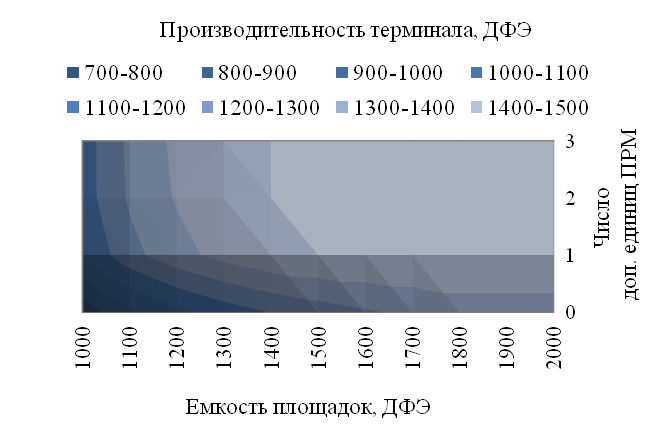 Производительность терминала, ДФЭ
700-800 800-900 900-1000 1000-1100
1100-1200 1200-1300 1300-1400 1400-1500
3
2
1
0
Число
доп. единиц ПРМ
1000 1100 1200 1300 1400 1500 1600 1700 1800 1900 2000
Емкость площадок, ДФЭ